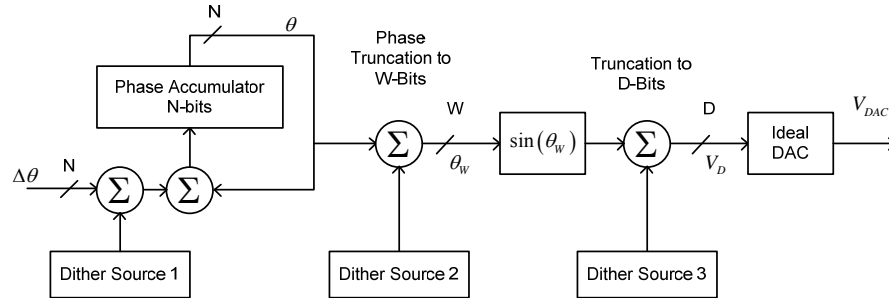 N
θ
Phase Accumulator
N-bits
Δθ
N
Σ
Σ
Phase
Truncation to
W-Bits
Σ
W
θ_W
sin(θ_W)
Truncation to
D-Bits
Σ
D
V_D
Ideal
DAC
V_DAC
Dither Source 1
Dither Source 2
Dither Source 3